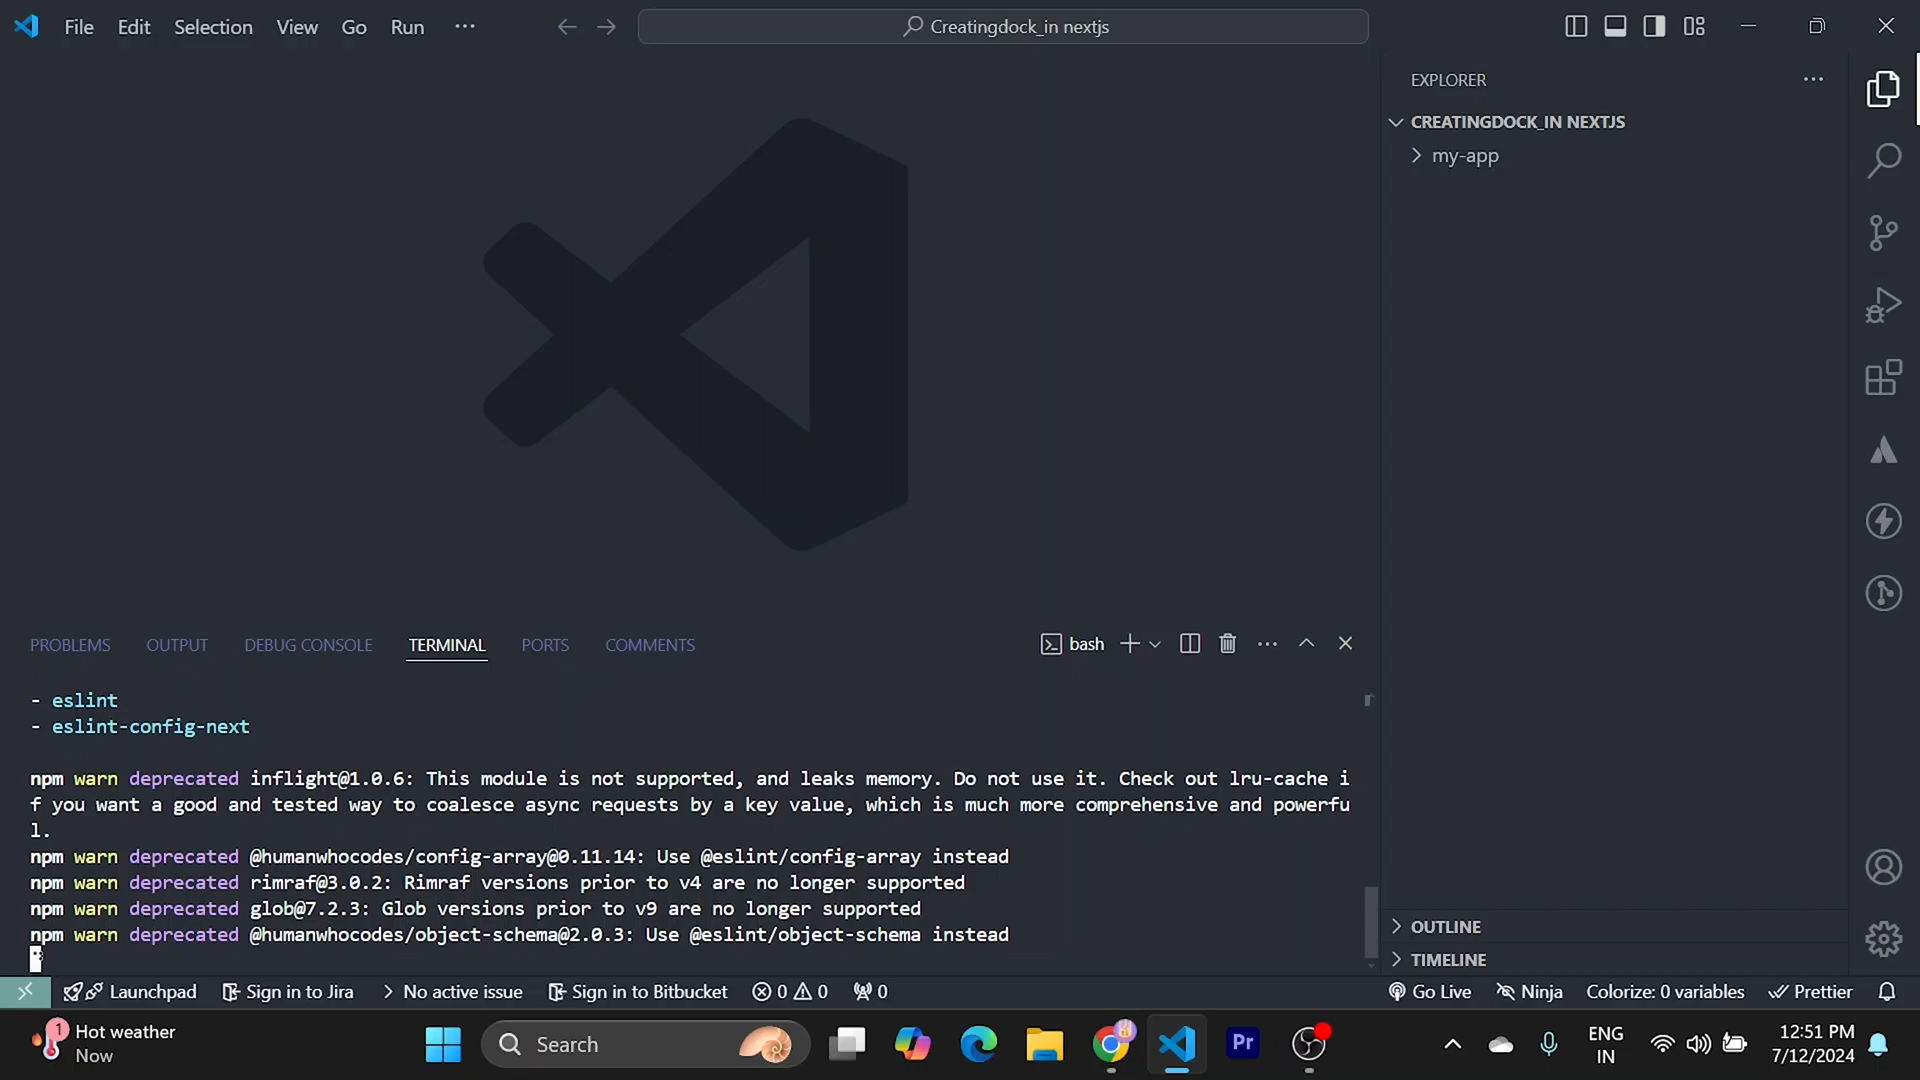 File Edit Selection View Go Run ···
Creatingdock_in nextjs
EXPLORER ···
CREATINGDOCK_IN NEXTJS
my-app
PROBLEMS OUTPUT DEBUG CONSOLE TERMINAL PORTS COMMENTS
bash
- eslint
- eslint-config-next
npm warn deprecated inflight@1.0.6: This module is not supported, and leaks memory. Do not use it. Check out lru-cache i
f you want a good and tested way to coalesce async requests by a key value, which is much more comprehensive and powerfu
l.
npm warn deprecated @humanwhocodes/config-array@0.11.14: Use @eslint/config-array instead
npm warn deprecated rimraf@3.0.2: Rimraf versions prior to v4 are no longer supported
npm warn deprecated glob@7.2.3: Glob versions prior to v9 are no longer supported
npm warn deprecated @humanwhocodes/object-schema@2.0.3: Use @eslint/object-schema instead
OUTLINE
TIMELINE
Launchpad Sign in to Jira No active issue Sign in to Bitbucket 0 0 0 Go Live Ninja Colorize: 0 variables Prettier
1 Hot weather
Now
Search
Pr
ENG
IN
12:51 PM
7/12/2024